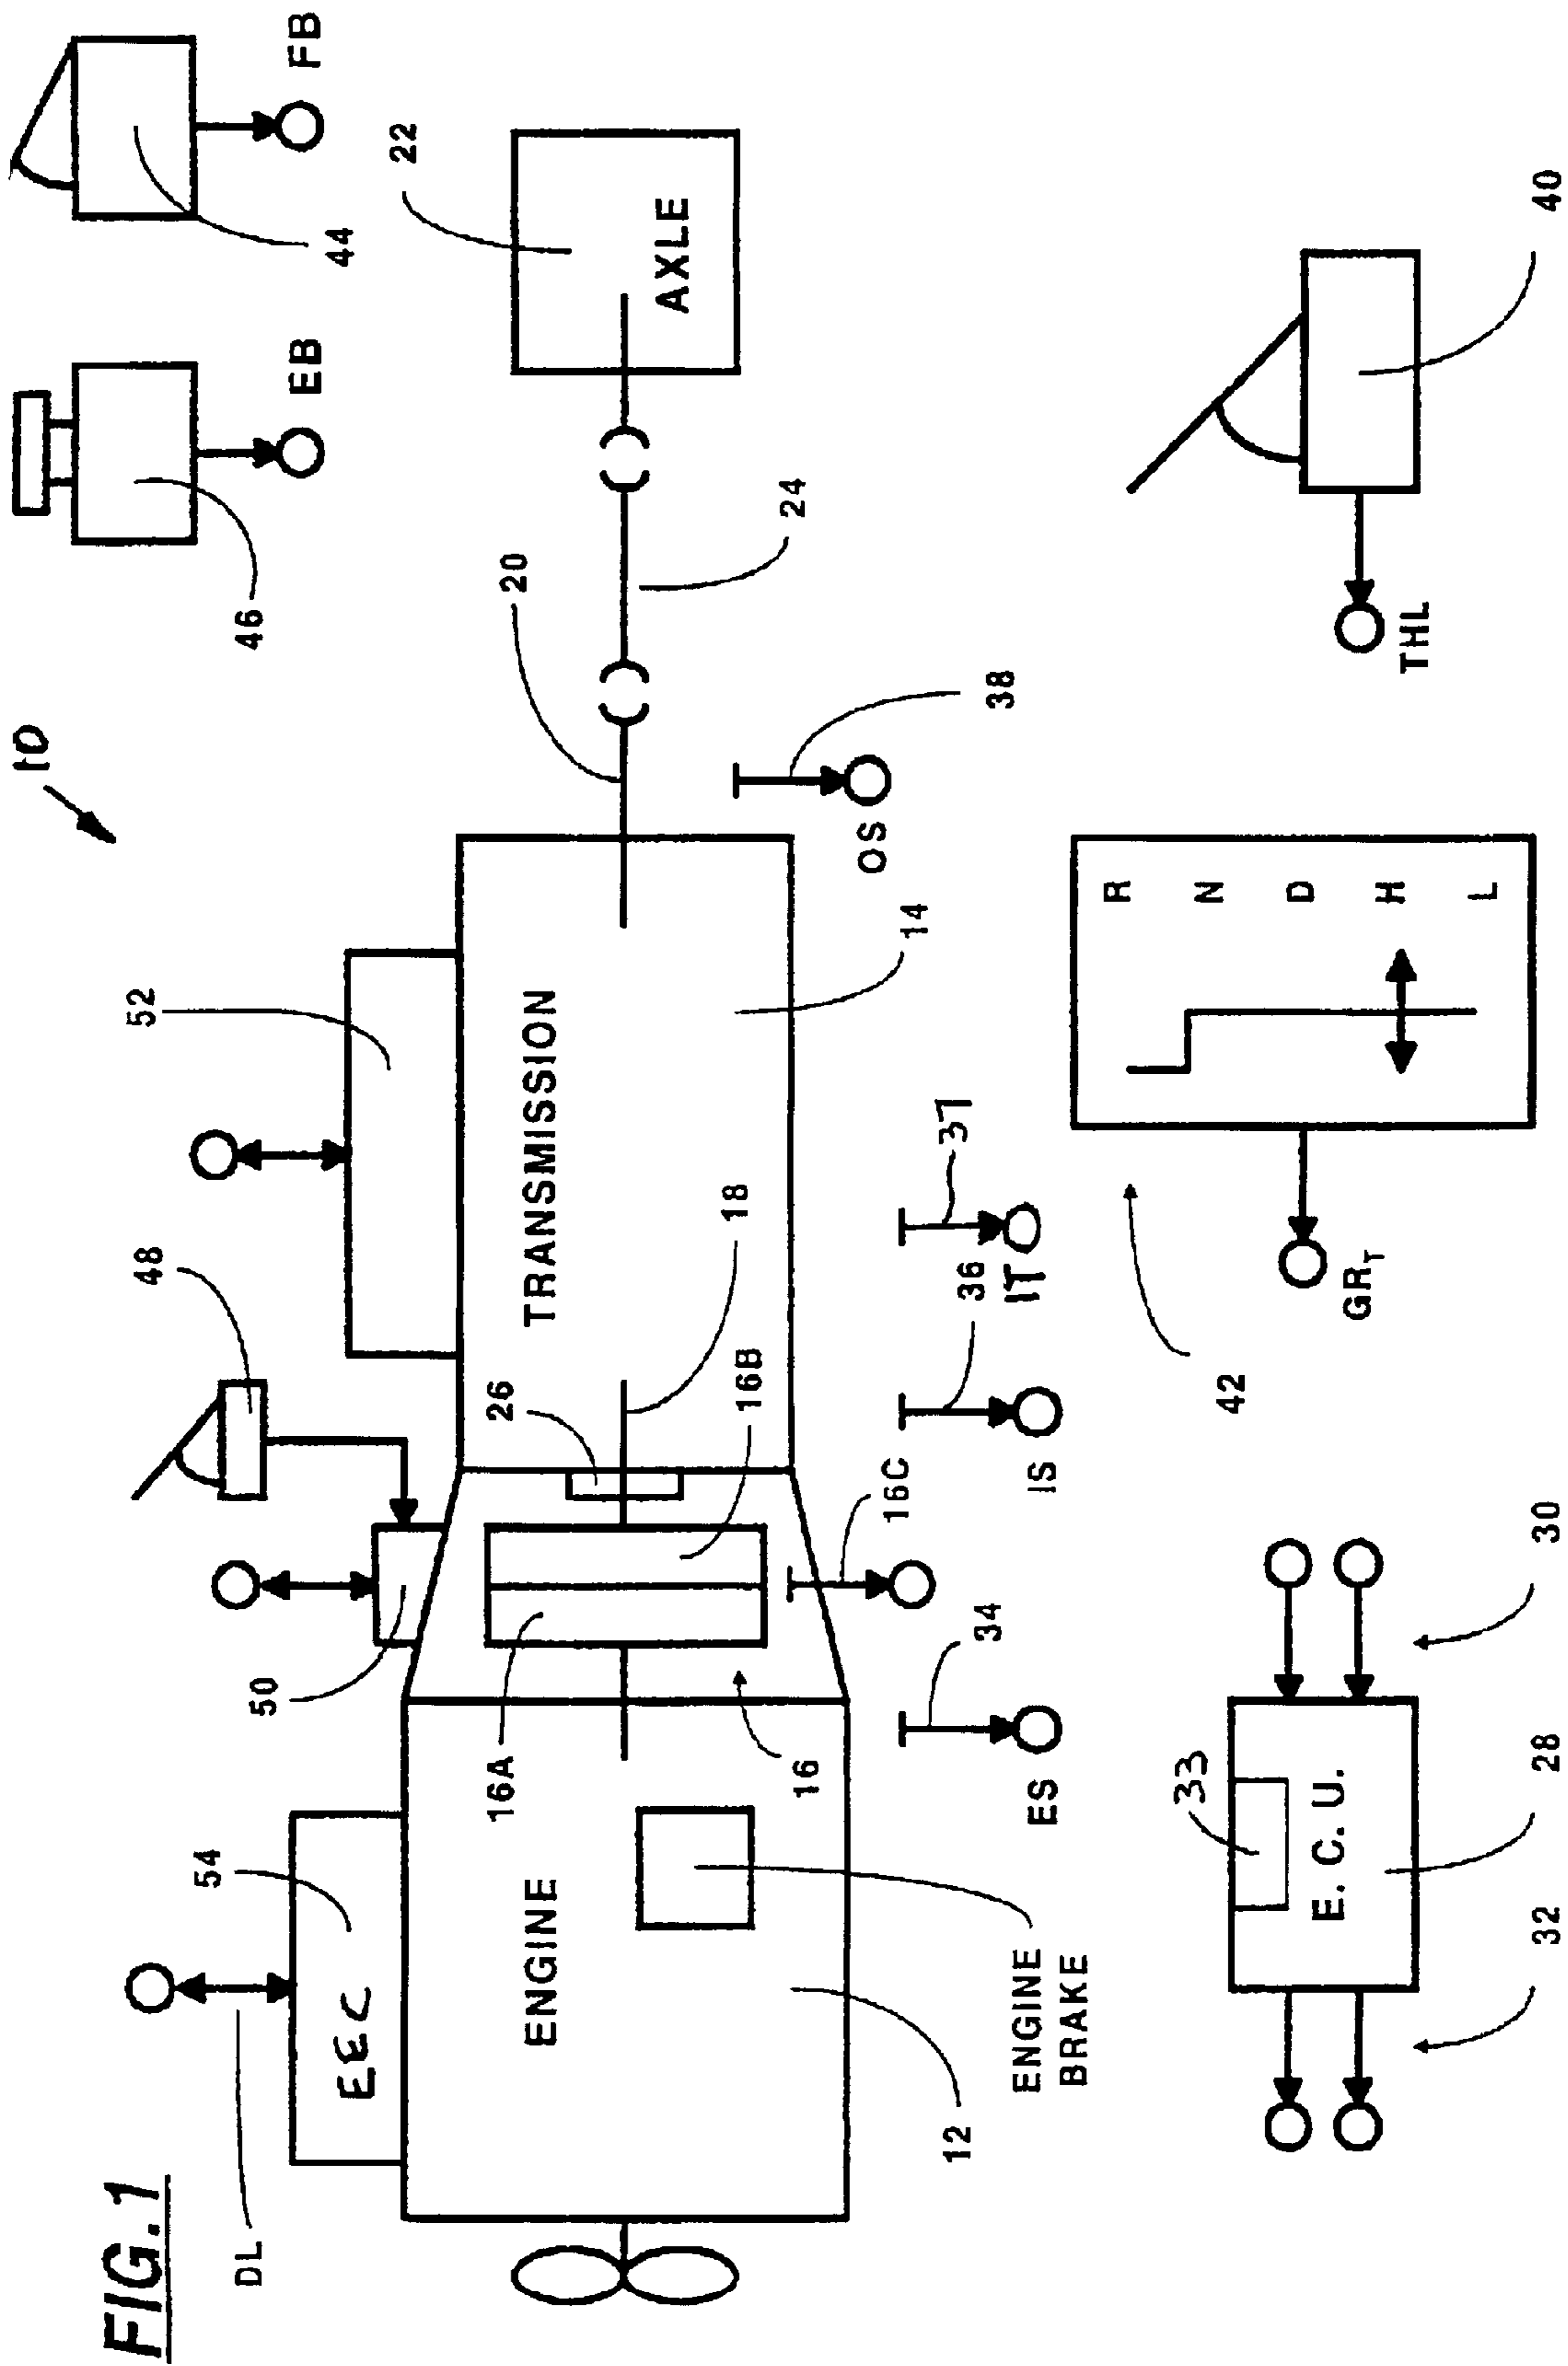 FIG. 1
10
DL
54
EEC
ENGINE
12
ENGINE
BRAKE
50
48
52
16A
16
26
16B
16C
18
TRANSMISSION
14
20
24
22
AXLE
46
EB
44
FB
34
ES
36
IS
37
IT
38
OS
33
E. C. U.
28
30
32
42
GRT
R
N
D
H
L
THL
40